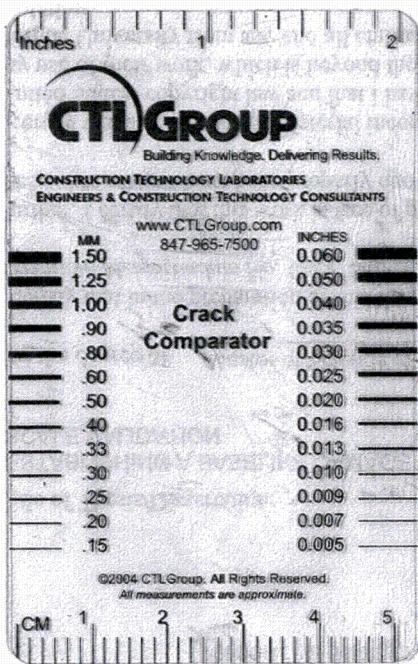 Inches 1 2
CTLGROUP
Building Knowledge. Delivering Results.
CONSTRUCTION TECHNOLOGY LABORATORIES
ENGINEERS & CONSTRUCTION TECHNOLOGY CONSULTANTS
www.CTLGroup.com
847-965-7500
MM INCHES
1.50 0.060
1.25 0.050
1.00 0.040
.90 0.035
.80 0.030
.60 0.025
.50 0.020
.40 0.016
.33 0.013
.30 0.010
.25 0.009
.20 0.007
.15 0.005
Crack
Comparator
©2004 CTLGroup. All Rights Reserved.
All measurements are approximate.
CM 1 2 3 4 5